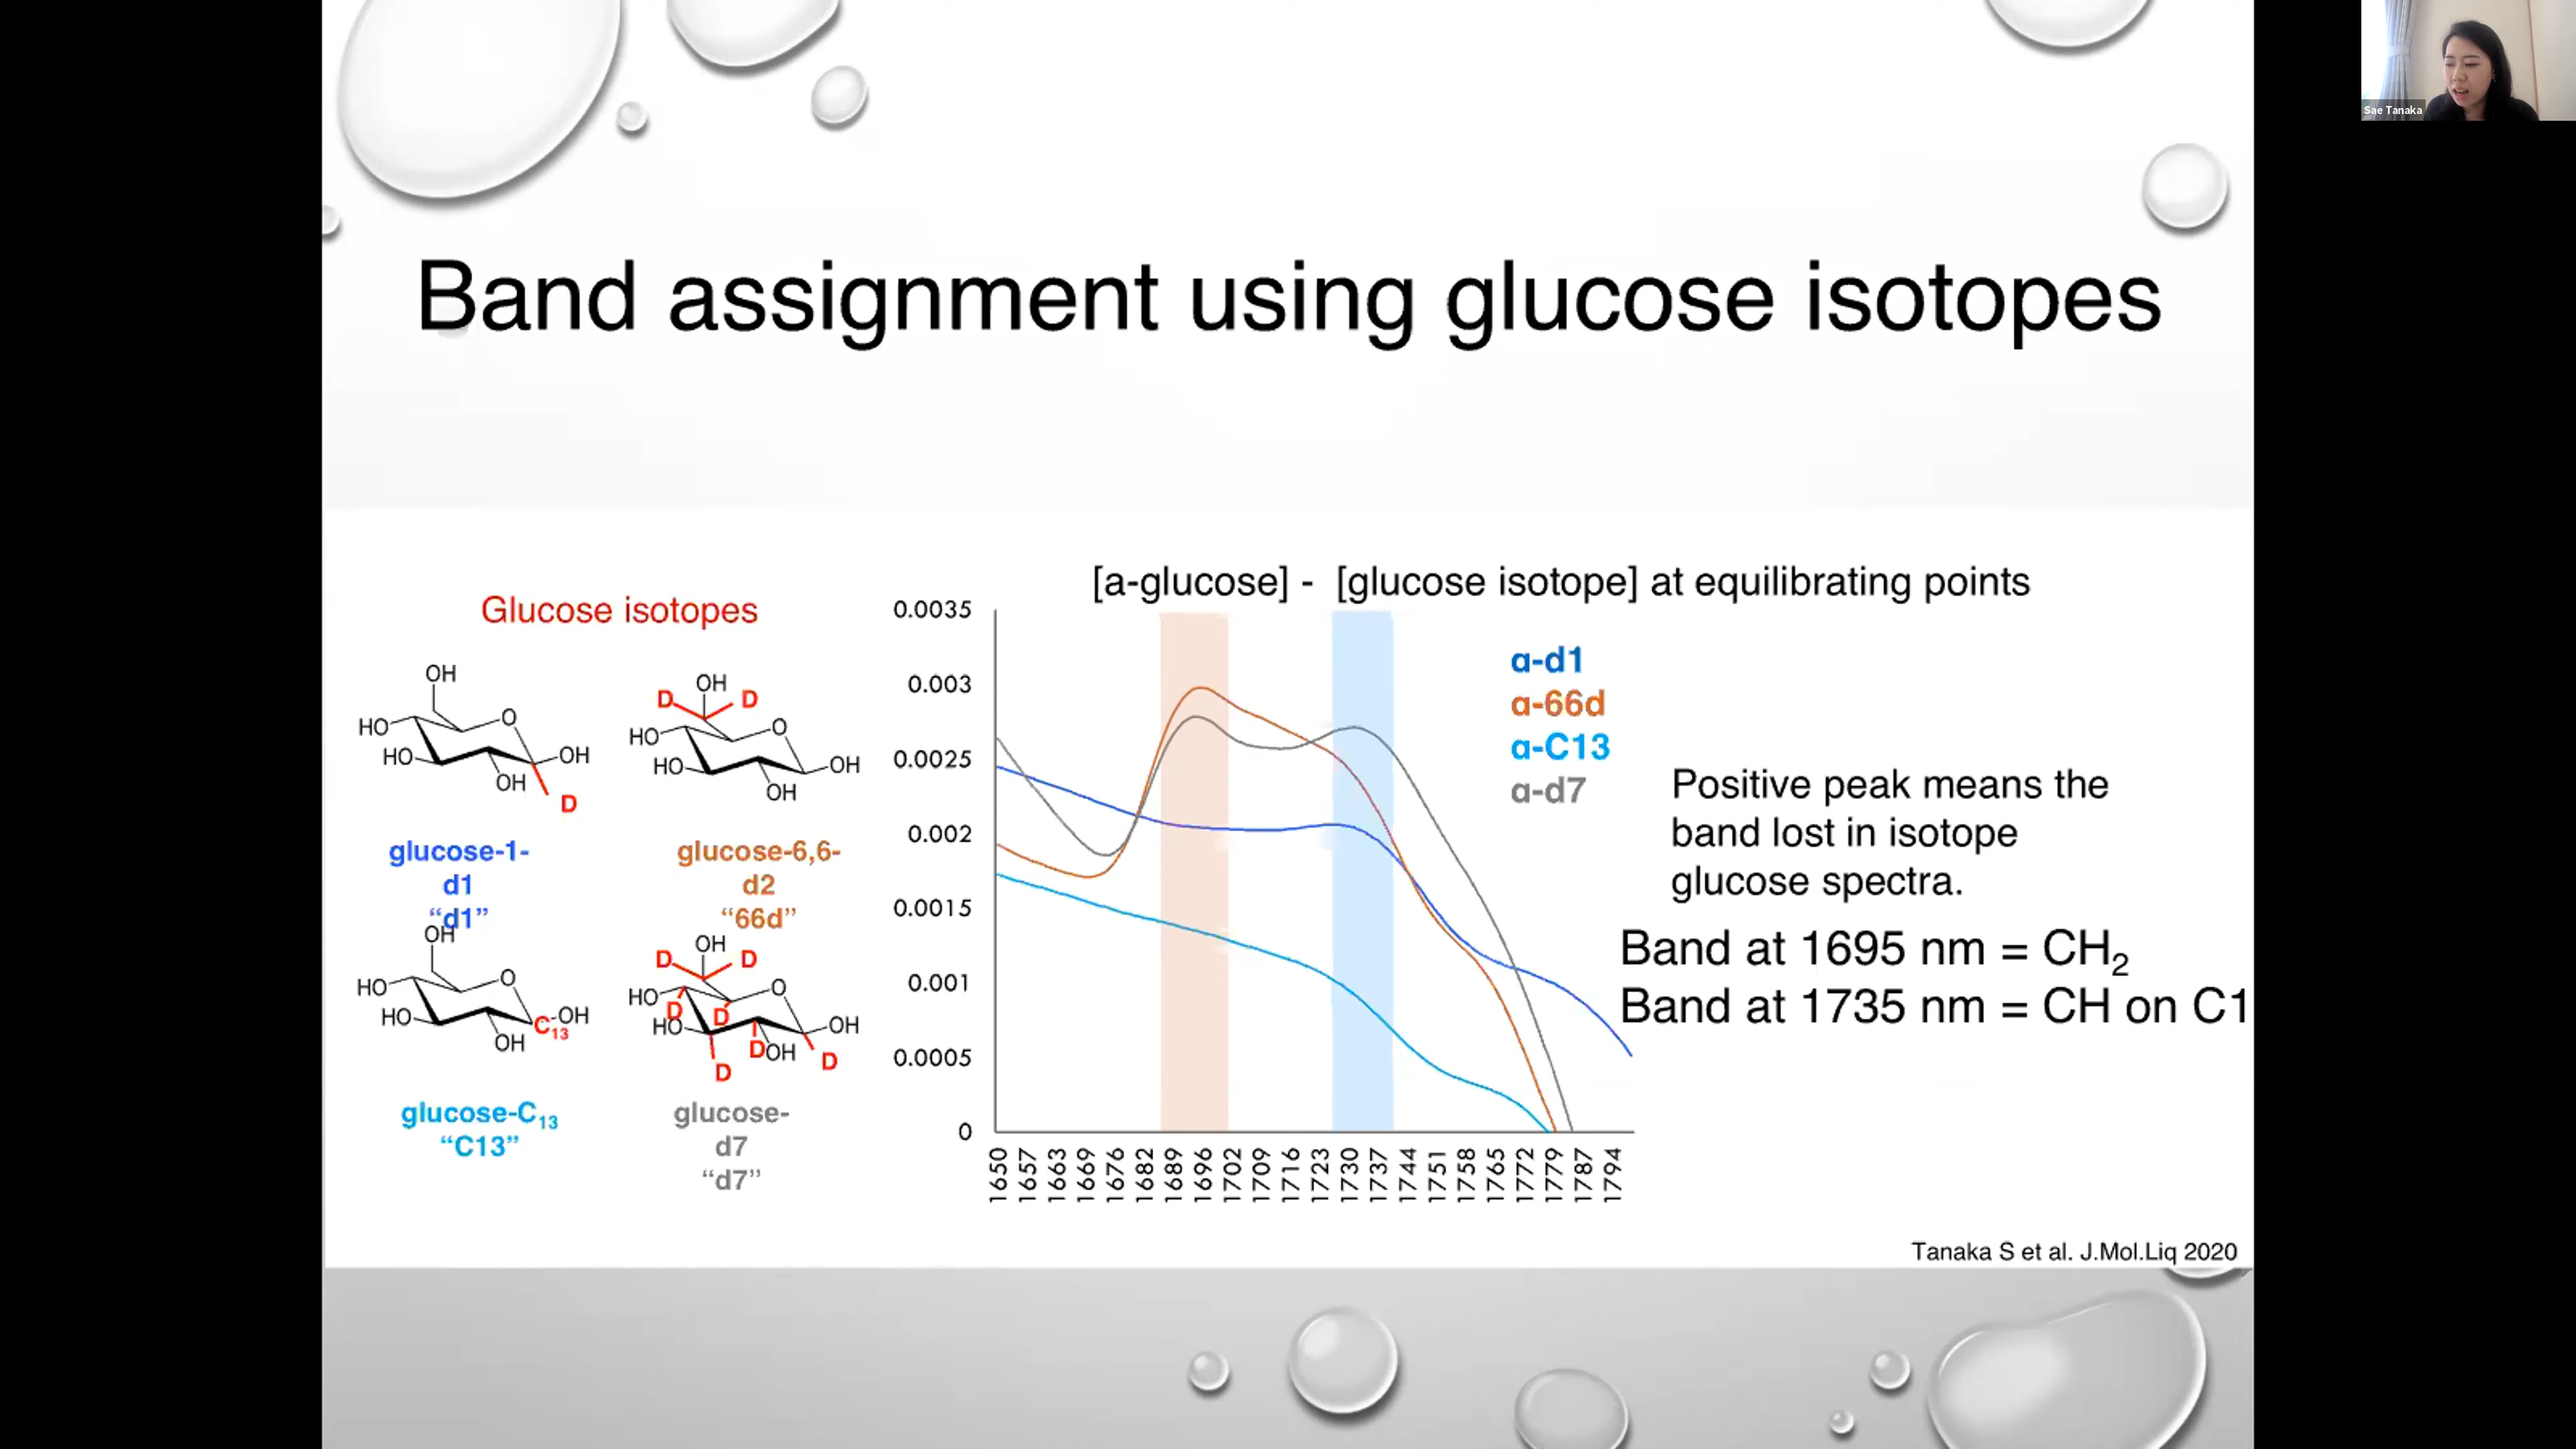 Sae Tanaka
Band assignment using glucose isotopes
Glucose isotopes
OH
HO
O
HO
OH
OH
D
glucose-1-
d1
“d1”
OH
D
D
HO
O
HO
OH
OH
glucose-6,6-
d2
“66d”
OH
HO
O
HO
C13
OH
OH
glucose-C13
“C13”
OH
D
D
HO
O
D
D
HO
OH
D
OH
D
D
glucose-
d7
“d7”
[a-glucose] - [glucose isotope] at equilibrating points
0.0035
0.003
0.0025
0.002
0.0015
0.001
0.0005
0
1650
1657
1663
1669
1676
1682
1689
1696
1702
1709
1716
1723
1730
1737
1744
1751
1758
1765
1772
1779
1787
1794
α-d1
α-66d
α-C13
α-d7
Positive peak means the
band lost in isotope
glucose spectra.
Band at 1695 nm = CH2
Band at 1735 nm = CH on C1
Tanaka S et al. J.Mol.Liq 2020